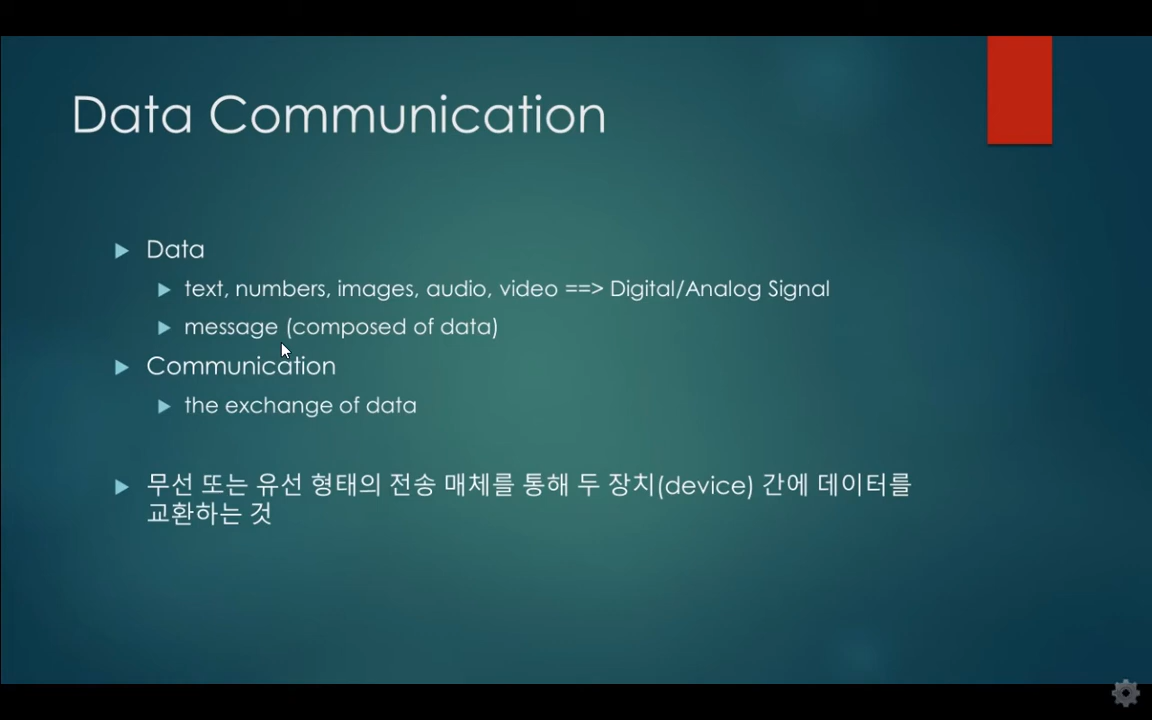 Data Communication
Data
text, numbers, images, audio, video ==> Digital/Analog Signal
message (composed of data)
Communication
the exchange of data
무선 또는 유선 형태의 전송 매체를 통해 두 장치(device) 간에 데이터를
교환하는 것